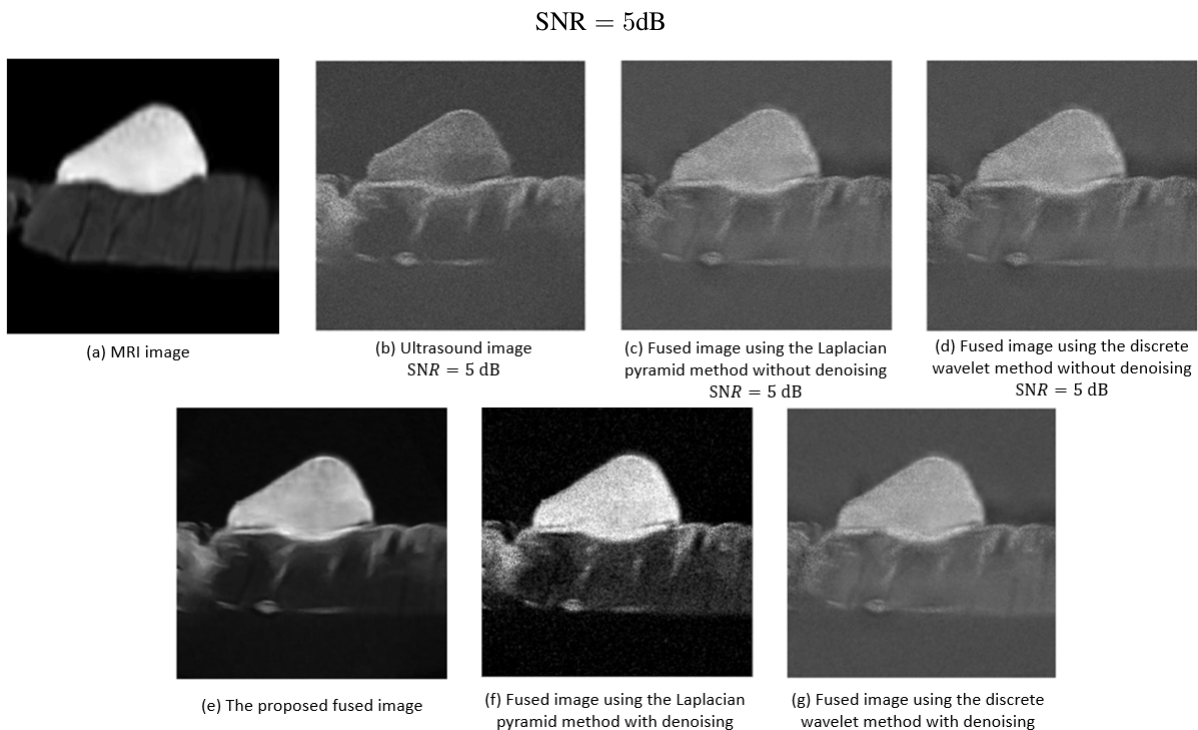 SNR = 5dB
(a) MRI image
(b) Ultrasound image
SNR = 5 dB
(c) Fused image using the Laplacian
pyramid method without denoising
SNR = 5 dB
(d) Fused image using the discrete
wavelet method without denoising
SNR = 5 dB
(e) The proposed fused image
(f) Fused image using the Laplacian
pyramid method with denoising
(g) Fused image using the discrete
wavelet method with denoising